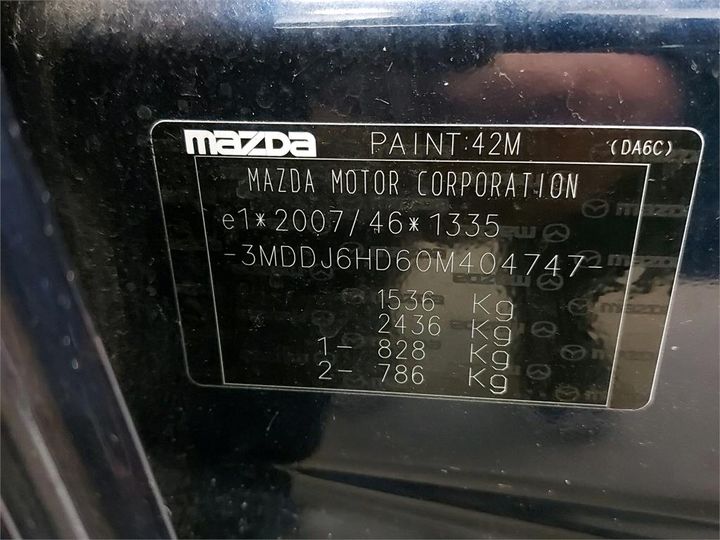 mazda PAINT:42M (DA6C)
MAZDA MOTOR CORPORATION
e1*2007/46*1335
-3MDDJ6HD60M404747-
1536 Kg
2436 Kg
1- 828 Kg
2- 786 Kg